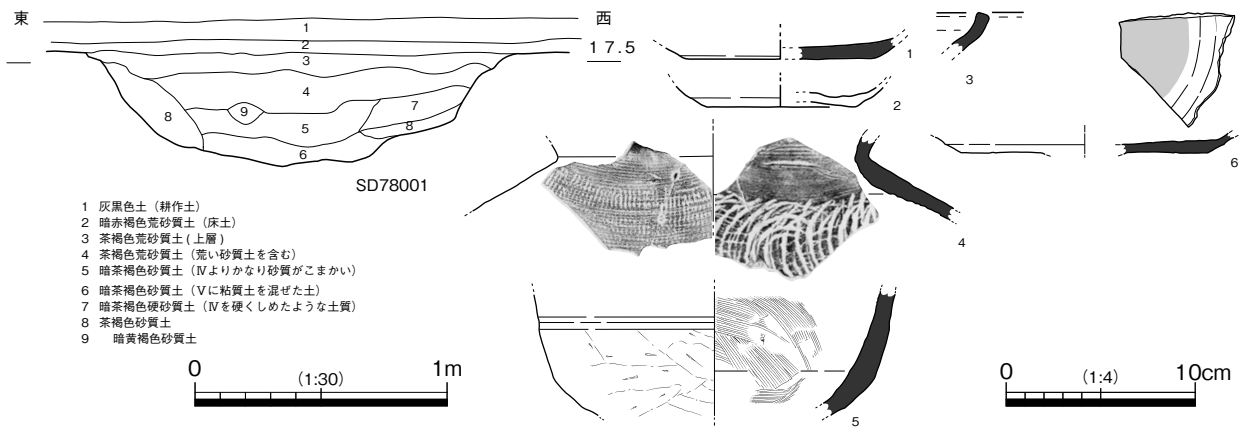 東
西
17.5
1
2
3
4
5
6
7
8
8
9
SD78001
1 灰黒色土（耕作土）
2 暗赤褐色荒砂質土（床土）
3 茶褐色荒砂質土(上層)
4 茶褐色荒砂質土（荒い砂質土を含む）
5 暗茶褐色砂質土（Ⅳよりかなり砂質がこまかい）
6 暗茶褐色砂質土（Ⅴに粘質土を混ぜた土）
7 暗茶褐色硬砂質土（Ⅳを硬くしめたような土質）
8 茶褐色砂質土
9 暗黄褐色砂質土
0 （1:30） 1m
1
2
3
4
5
6
0 （1:4） 10cm